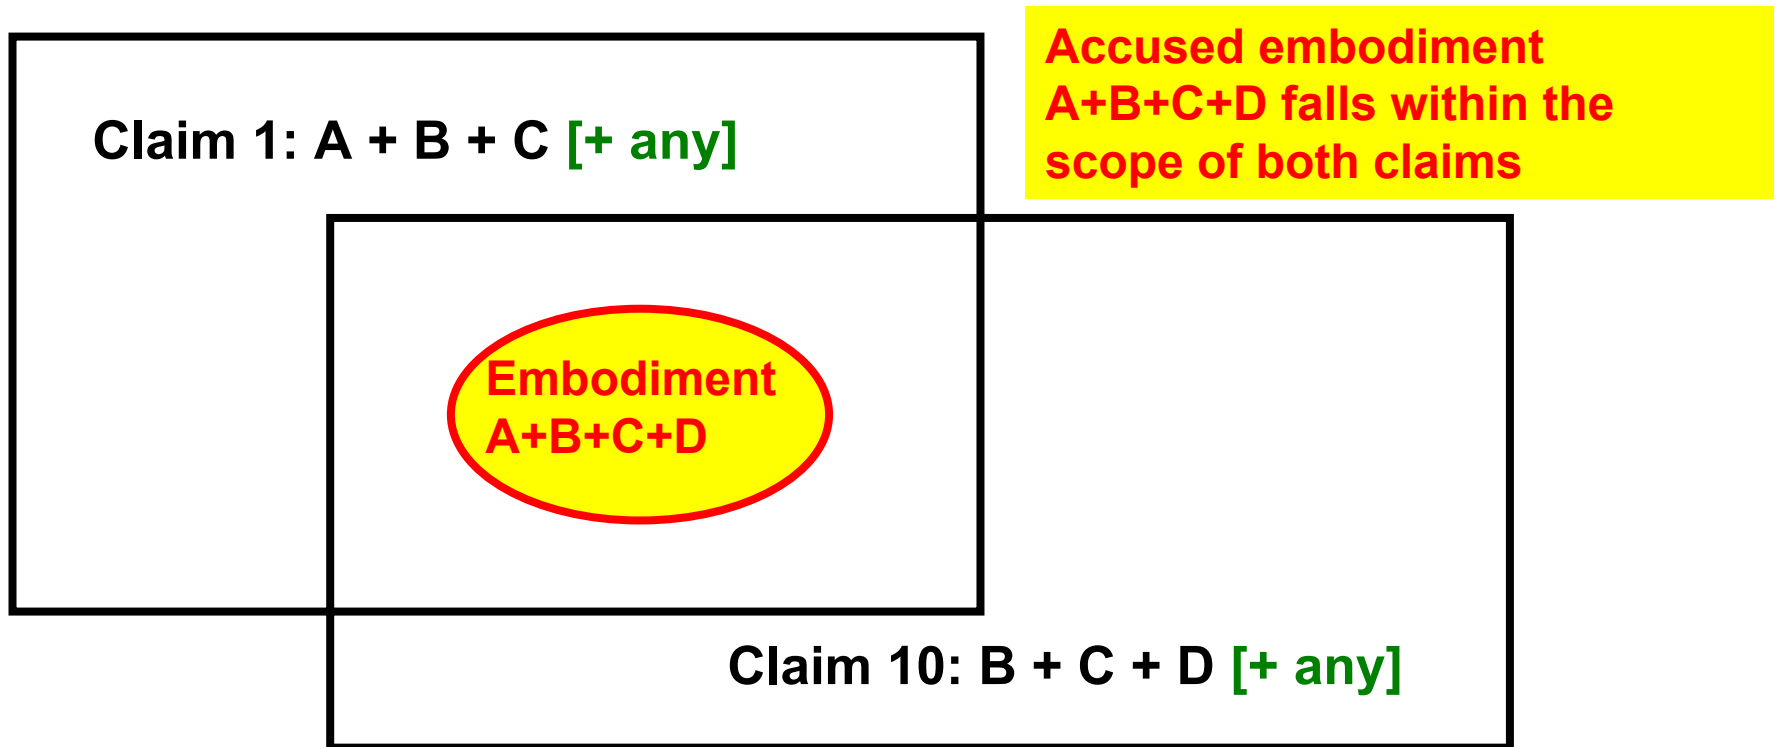 Accused embodiment
A+B+C+D falls within the
scope of both claims
Claim 1: A + B + C [+ any]
Embodiment
A+B+C+D
Claim 10: B + C + D [+ any]